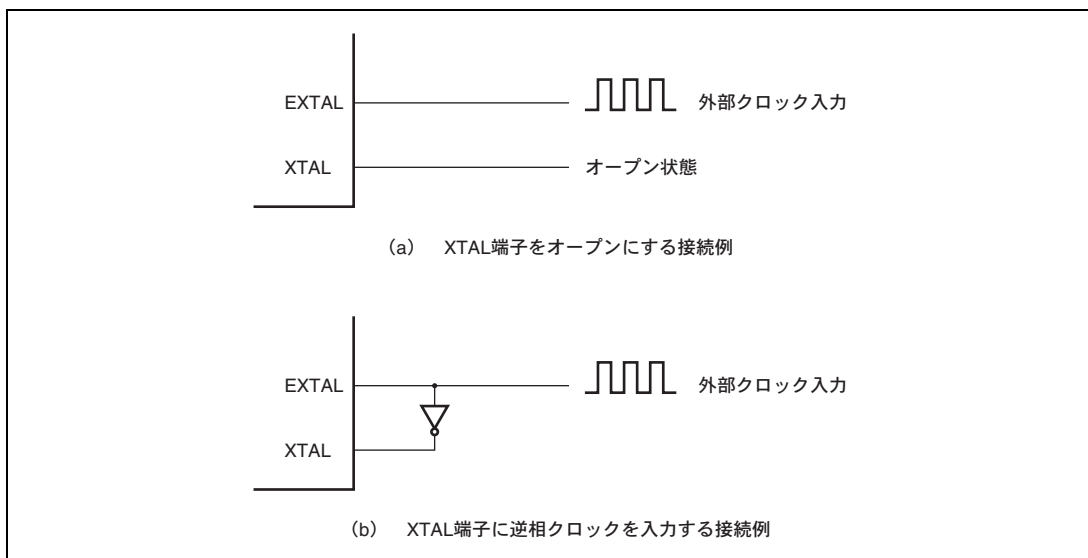 EXTAL 外部クロック入力
XTAL オープン状態
(a) XTAL端子をオープンにする接続例
EXTAL 外部クロック入力
XTAL
(b) XTAL端子に逆相クロックを入力する接続例